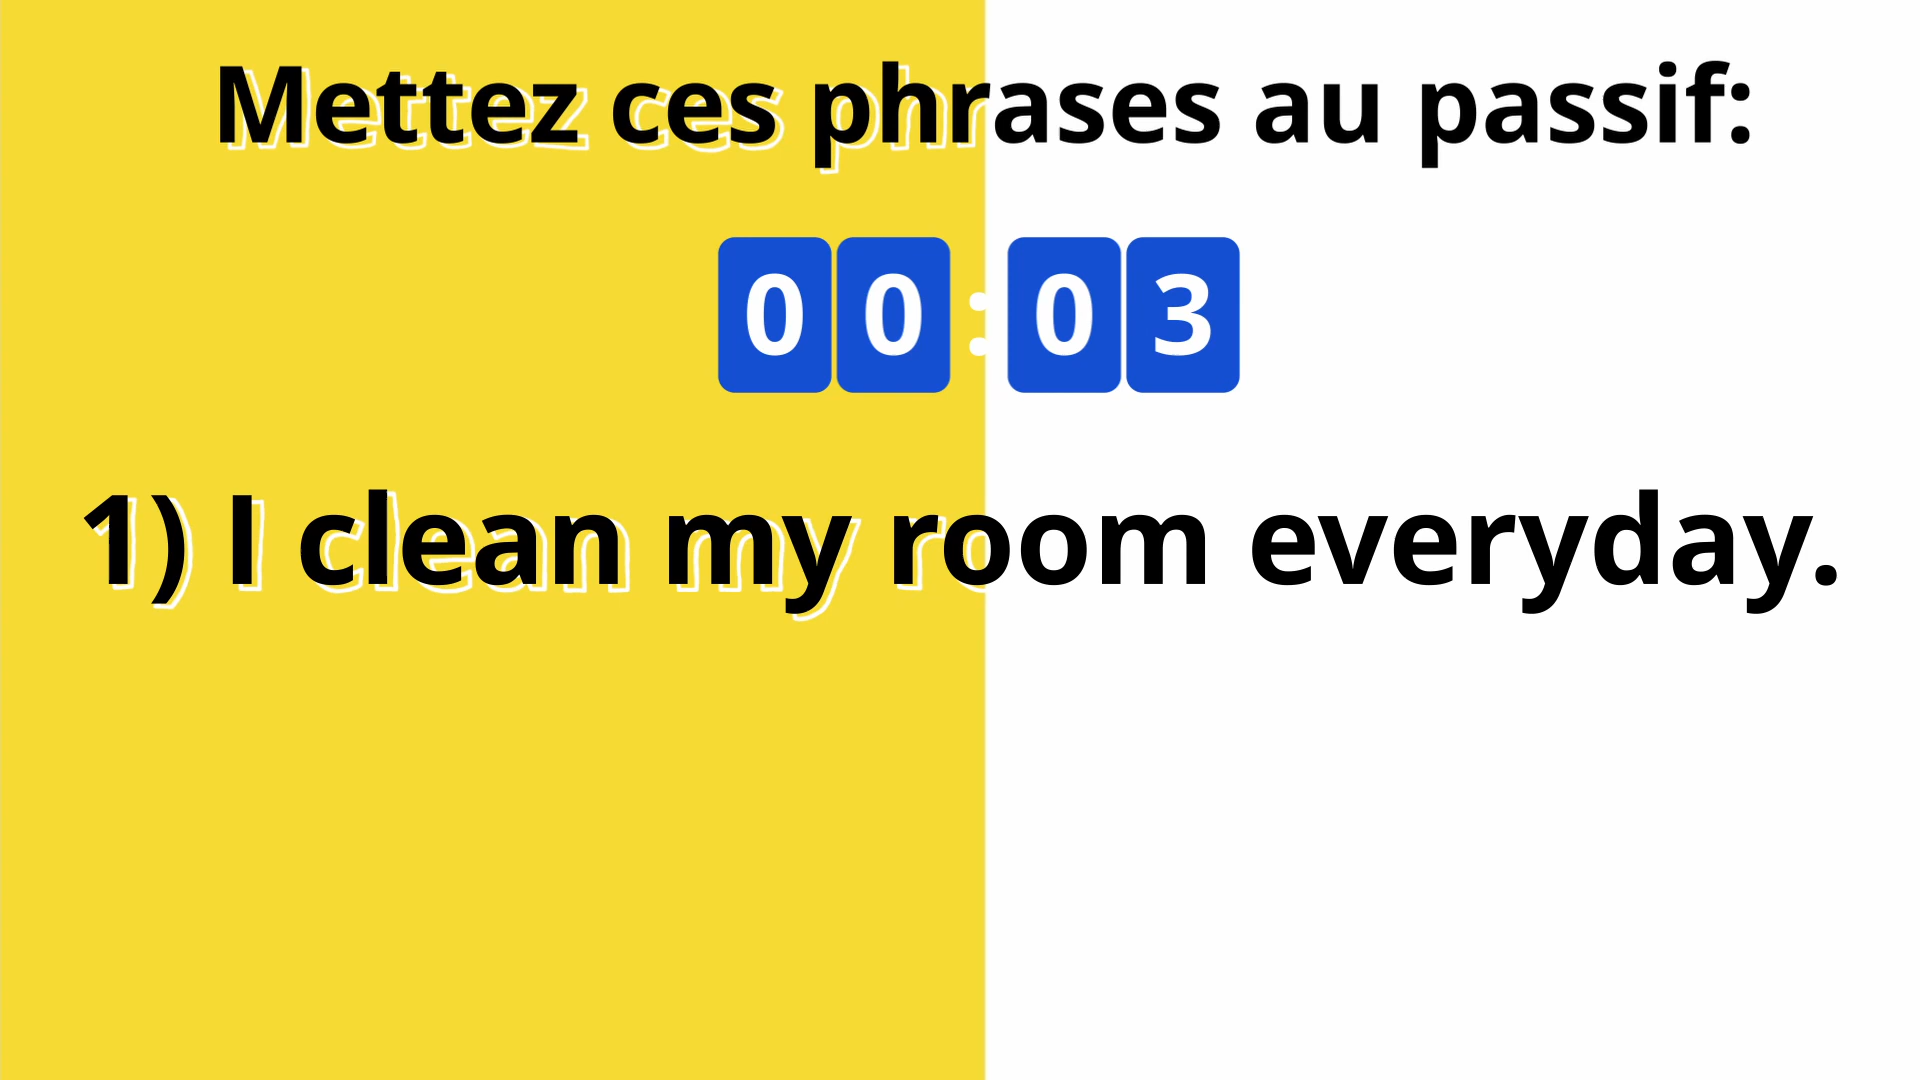 Mettez ces phrases au passif:
00:03
1) I clean my room everyday.